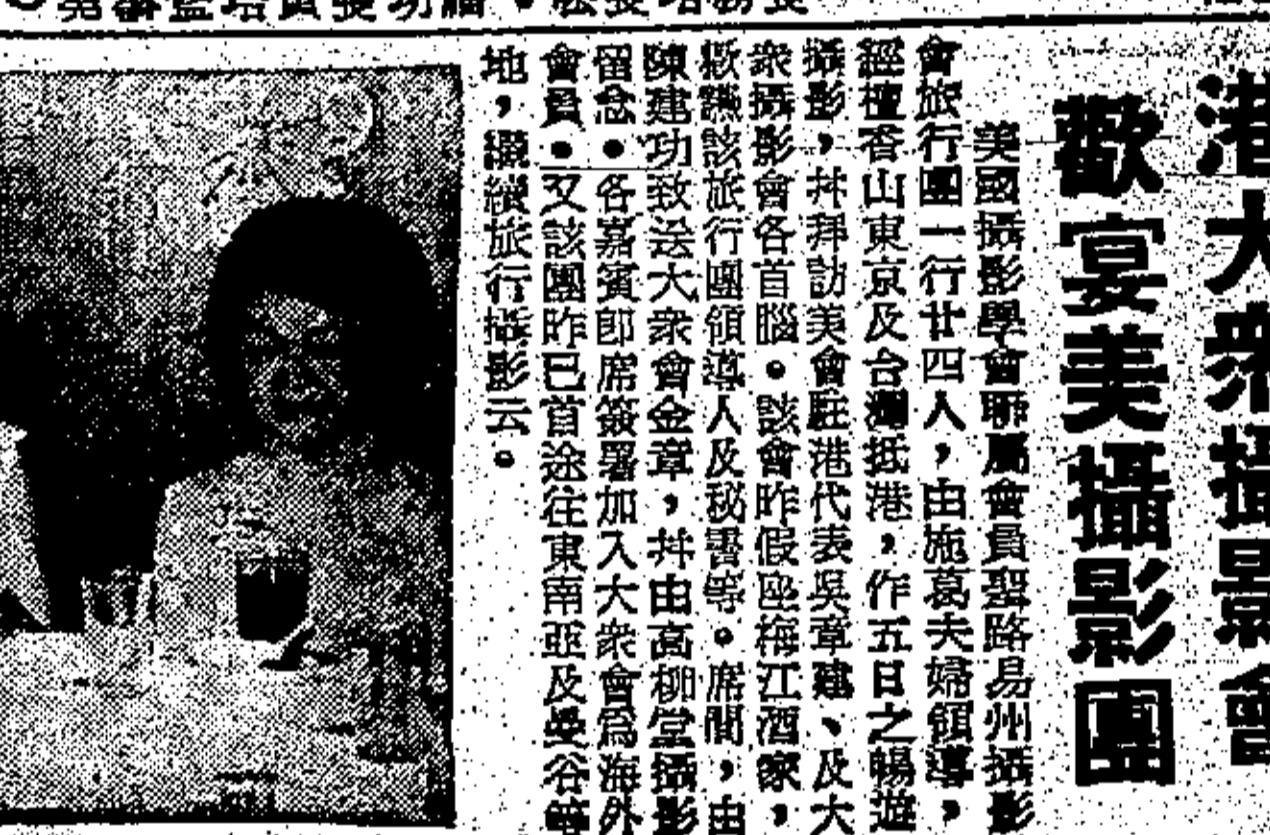 港大衆攝影會
歡宴美攝影團
美國攝影學會聯屬會員聖路易州攝影
會旅行團一行廿四人，由施葛夫婦領導，
經檀香山東京及台灣抵港，作五日之暢遊
攝影，幷拜訪美會駐港代表吳章建、及大
衆攝影會各首腦。該會昨假座梅江酒家，
歡讌該旅行團領導人及秘書等。席間，由
陳建功致送大衆會金章，幷由高柳堂攝影
留念。各嘉賓卽席簽署加入大衆會爲海外
會員。又該團昨已首途往東南亞及曼谷等
地，繼續旅行攝影云。